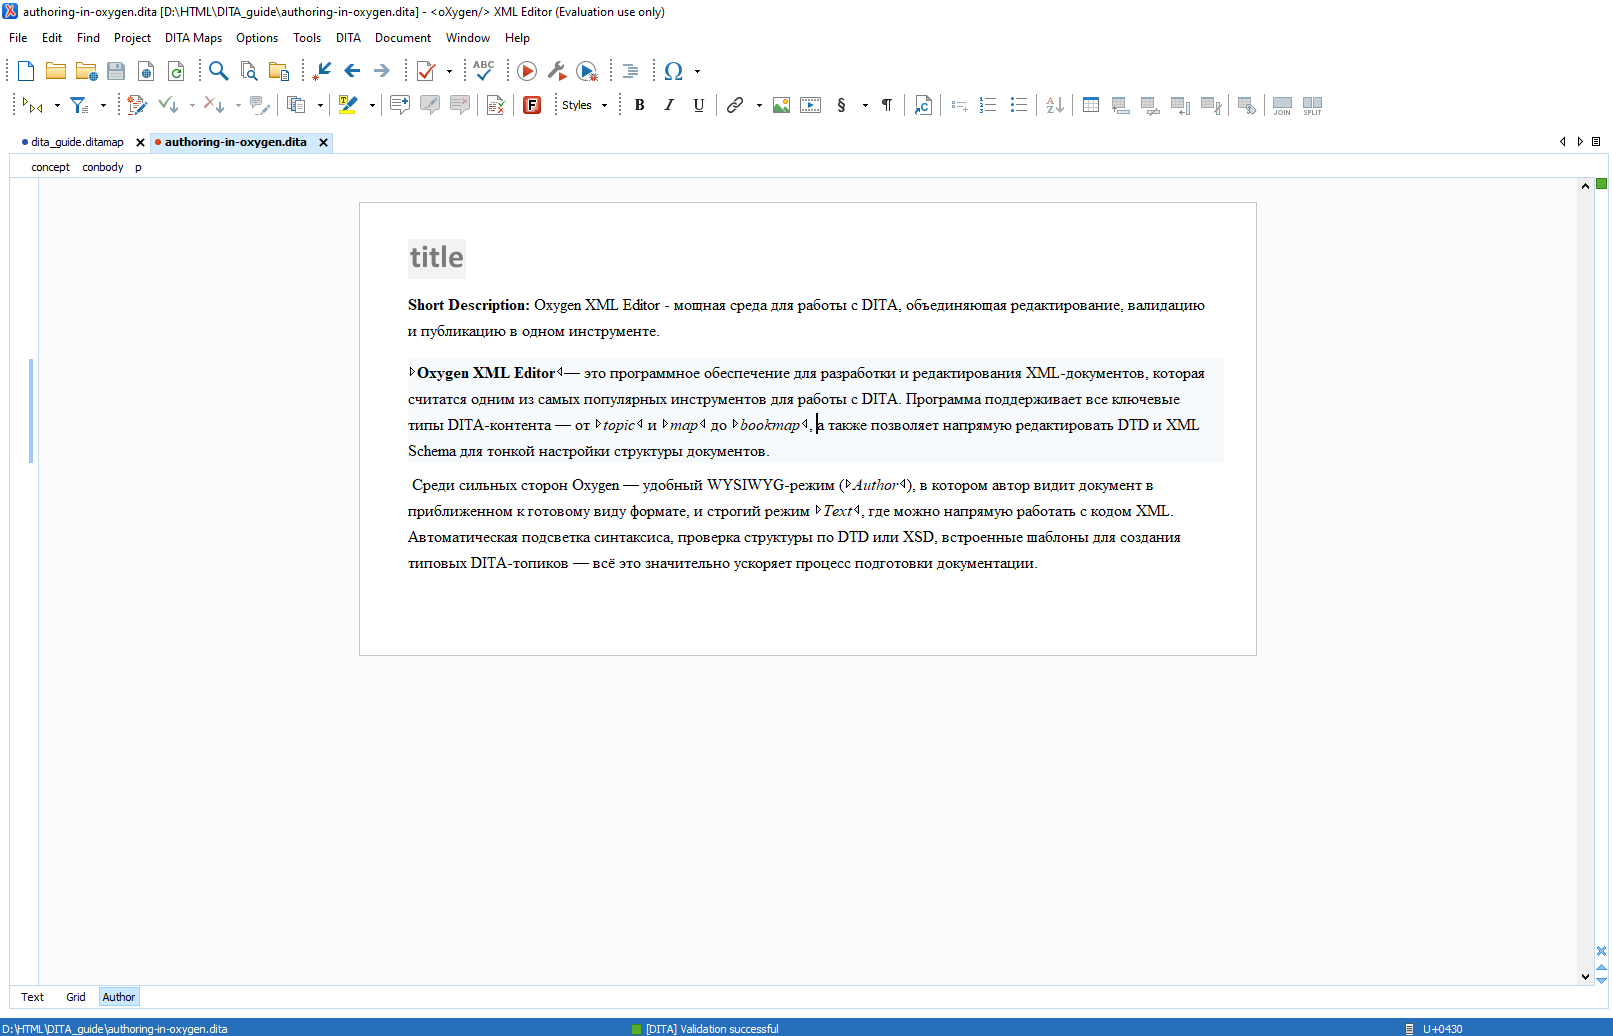 authoring-in-oxygen.dita [D:\HTML\DITA_guide\authoring-in-oxygen.dita] - <oXygen/> XML Editor (Evaluation use only)
File Edit Find Project DITA Maps Options Tools DITA Document Window Help
ABC
Styles B I U § ¶ JOIN SPLIT
dita_guide.ditamap authoring-in-oxygen.dita
concept conbody p
title
Short Description: Oxygen XML Editor - мощная среда для работы с DITA, объединяющая редактирование, валидацию
и публикацию в одном инструменте.
Oxygen XML Editor— это программное обеспечение для разработки и редактирования XML-документов, которая
считатся одним из самых популярных инструментов для работы с DITA. Программа поддерживает все ключевые
типы DITA-контента — от topic и map до bookmap, а также позволяет напрямую редактировать DTD и XML
Schema для тонкой настройки структуры документов.
Среди сильных сторон Oxygen — удобный WYSIWYG-режим (Author), в котором автор видит документ в
приближенном к готовому виду формате, и строгий режим Text, где можно напрямую работать с кодом XML.
Автоматическая подсветка синтаксиса, проверка структуры по DTD или XSD, встроенные шаблоны для создания
типовых DITA-топиков — всё это значительно ускоряет процесс подготовки документации.
Text Grid Author
D:\HTML\DITA_guide\authoring-in-oxygen.dita [DITA] Validation successful U+0430